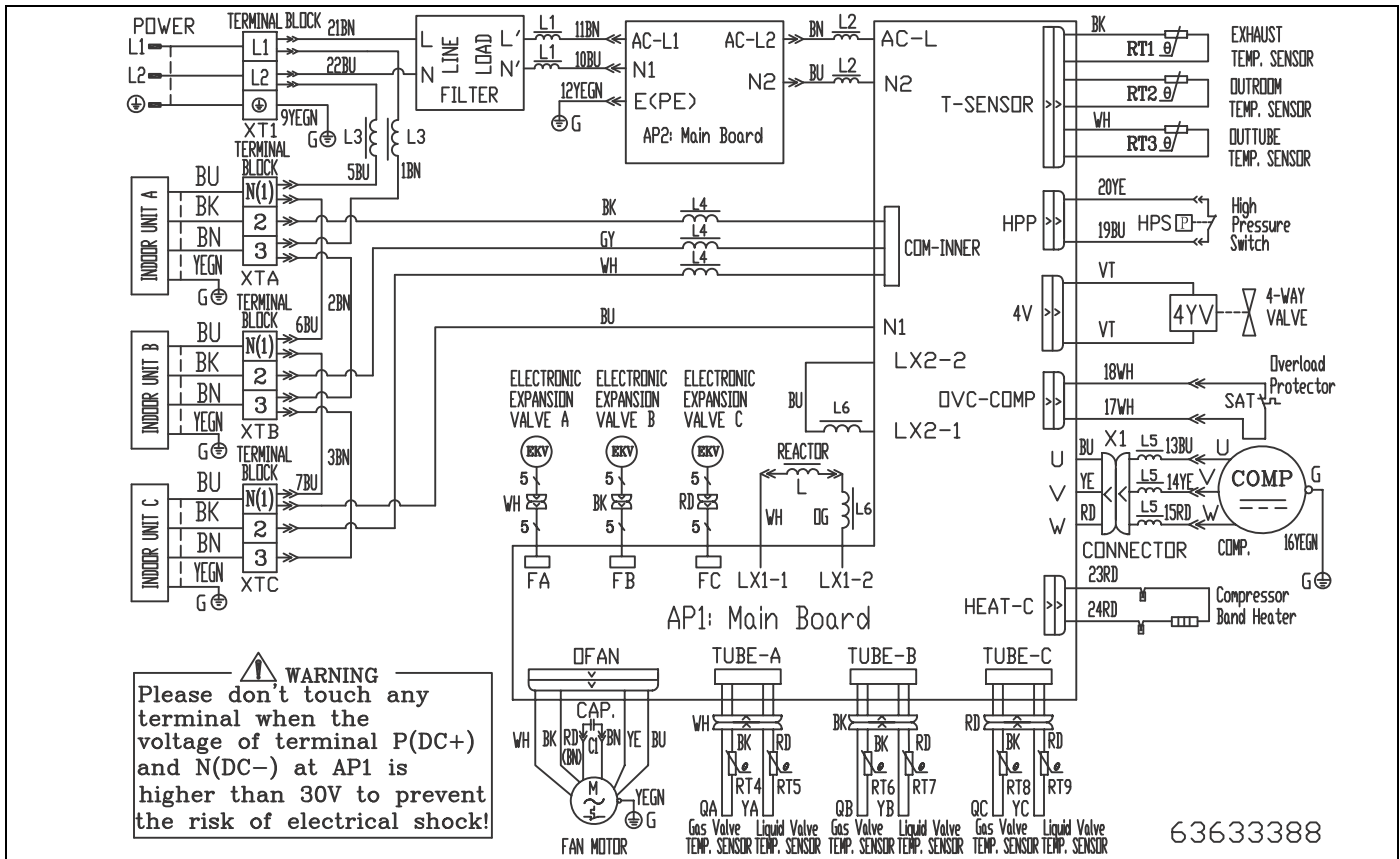 POWER
L1
L2
TERMINAL BLOCK
L1
L2
XT1
21BN
22BU
9YEGN
G
L3
L3
5BU
1BN
L
N
LINE
LOAD
L'
N'
FILTER
L1
11BN
L1
10BU
12YEGN
G
AC-L1
N1
E(PE)
AC-L2
N2
AP2: Main Board
BN
L2
BU
L2
AC-L
N2
T-SENSOR
BK
RT1 θ
EXHAUST
TEMP. SENSOR
RT2 θ
OUTROOM
TEMP. SENSOR
WH
RT3 θ
OUTTUBE
TEMP. SENSOR
HPP
20YE
19BU
HPS P
High
Pressure
Switch
4V
VT
VT
4YV
4-WAY
VALVE
OVC-COMP
18WH
17WH
SAT
Overload
Protector
U
V
W
BU
YE
RD
X1
CONNECTOR
L5
13BU
L5
14YE
L5
15RD
U
V
W
COMP
COMP.
G
16YEGN
G
HEAT-C
23RD
24RD
Compressor
Band Heater
INDOOR UNIT A
BU
BK
BN
YEGN
G
TERMINAL
BLOCK
N(1)
2
3
XTA
BK
L4
GY
L4
WH
L4
COM-INNER
2BN
6BU
INDOOR UNIT B
BU
BK
BN
YEGN
G
TERMINAL
BLOCK
N(1)
2
3
XTB
BU
N1
3BN
7BU
INDOOR UNIT C
BU
BK
BN
YEGN
G
TERMINAL
BLOCK
N(1)
2
3
XTC
LX2-2
BU
L6
LX2-1
REACTOR
L
WH
OG
L6
LX1-1
LX1-2
ELECTRONIC
EXPANSION
VALVE A
EKV
5
WH
5
FA
ELECTRONIC
EXPANSION
VALVE B
EKV
5
BK
5
FB
ELECTRONIC
EXPANSION
VALVE C
EKV
5
RD
5
FC
AP1: Main Board
OFAN
CAP.
C1
WH
BK
RD
(BN)
BN
YE
BU
M
YEGN
G
FAN MOTOR
TUBE-A
WH
BK
RD
RT4
RT5
QA
YA
Gas Valve
TEMP. SENSOR
Liquid Valve
TEMP. SENSOR
TUBE-B
BK
BK
RD
RT6
RT7
QB
YB
Gas Valve
TEMP. SENSOR
Liquid Valve
TEMP. SENSOR
TUBE-C
RD
BK
RD
RT8
RT9
QC
YC
Gas Valve
TEMP. SENSOR
Liquid Valve
TEMP. SENSOR
WARNING
Please don't touch any
terminal when the
voltage of terminal P(DC+)
and N(DC-) at AP1 is
higher than 30V to prevent
the risk of electrical shock!
63633388